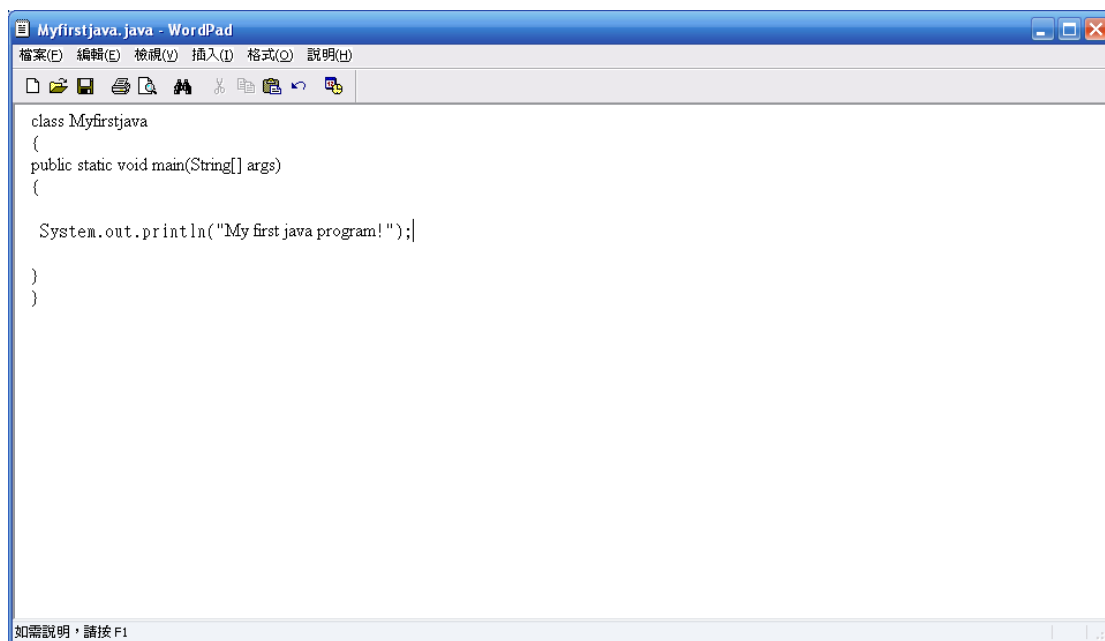 Myfirstjava.java - WordPad
檔案(F) 編輯(E) 檢視(V) 插入(I) 格式(O) 說明(H)
class Myfirstjava
{
public static void main(String[] args)
{
System.out.println("My first java program!");
}
}
如需說明，請按 F1